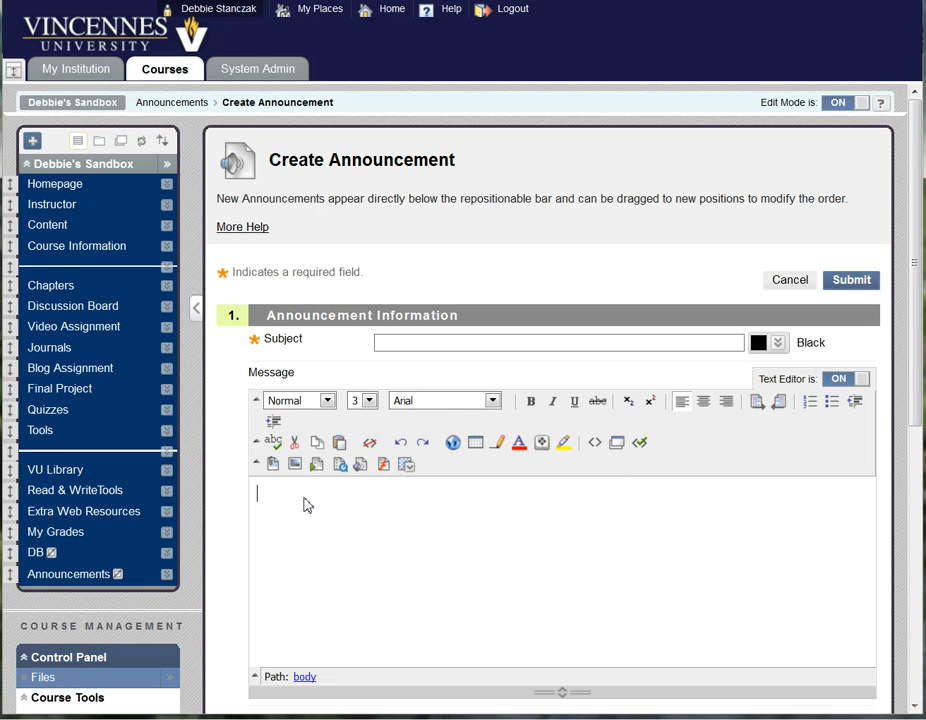 Debbie Stanczak My Places Home ? Help Logout
VINCENNES
UNIVERSITY
My Institution Courses System Admin
Debbie's Sandbox Announcements > Create Announcement Edit Mode is: ON ?
Create Announcement
New Announcements appear directly below the repositionable bar and can be dragged to new positions to modify the order.
More Help
Indicates a required field.
Cancel Submit
1. Announcement Information
Subject Black
Message
Text Editor is: ON
Normal 3 Arial B I U abc x₂ x²
abc
Path: body
Debbie's Sandbox
Homepage
Instructor
Content
Course Information
Chapters
Discussion Board
Video Assignment
Journals
Blog Assignment
Final Project
Quizzes
Tools
VU Library
Read & WriteTools
Extra Web Resources
My Grades
DB
Announcements
COURSE MANAGEMENT
Control Panel
Files
Course Tools